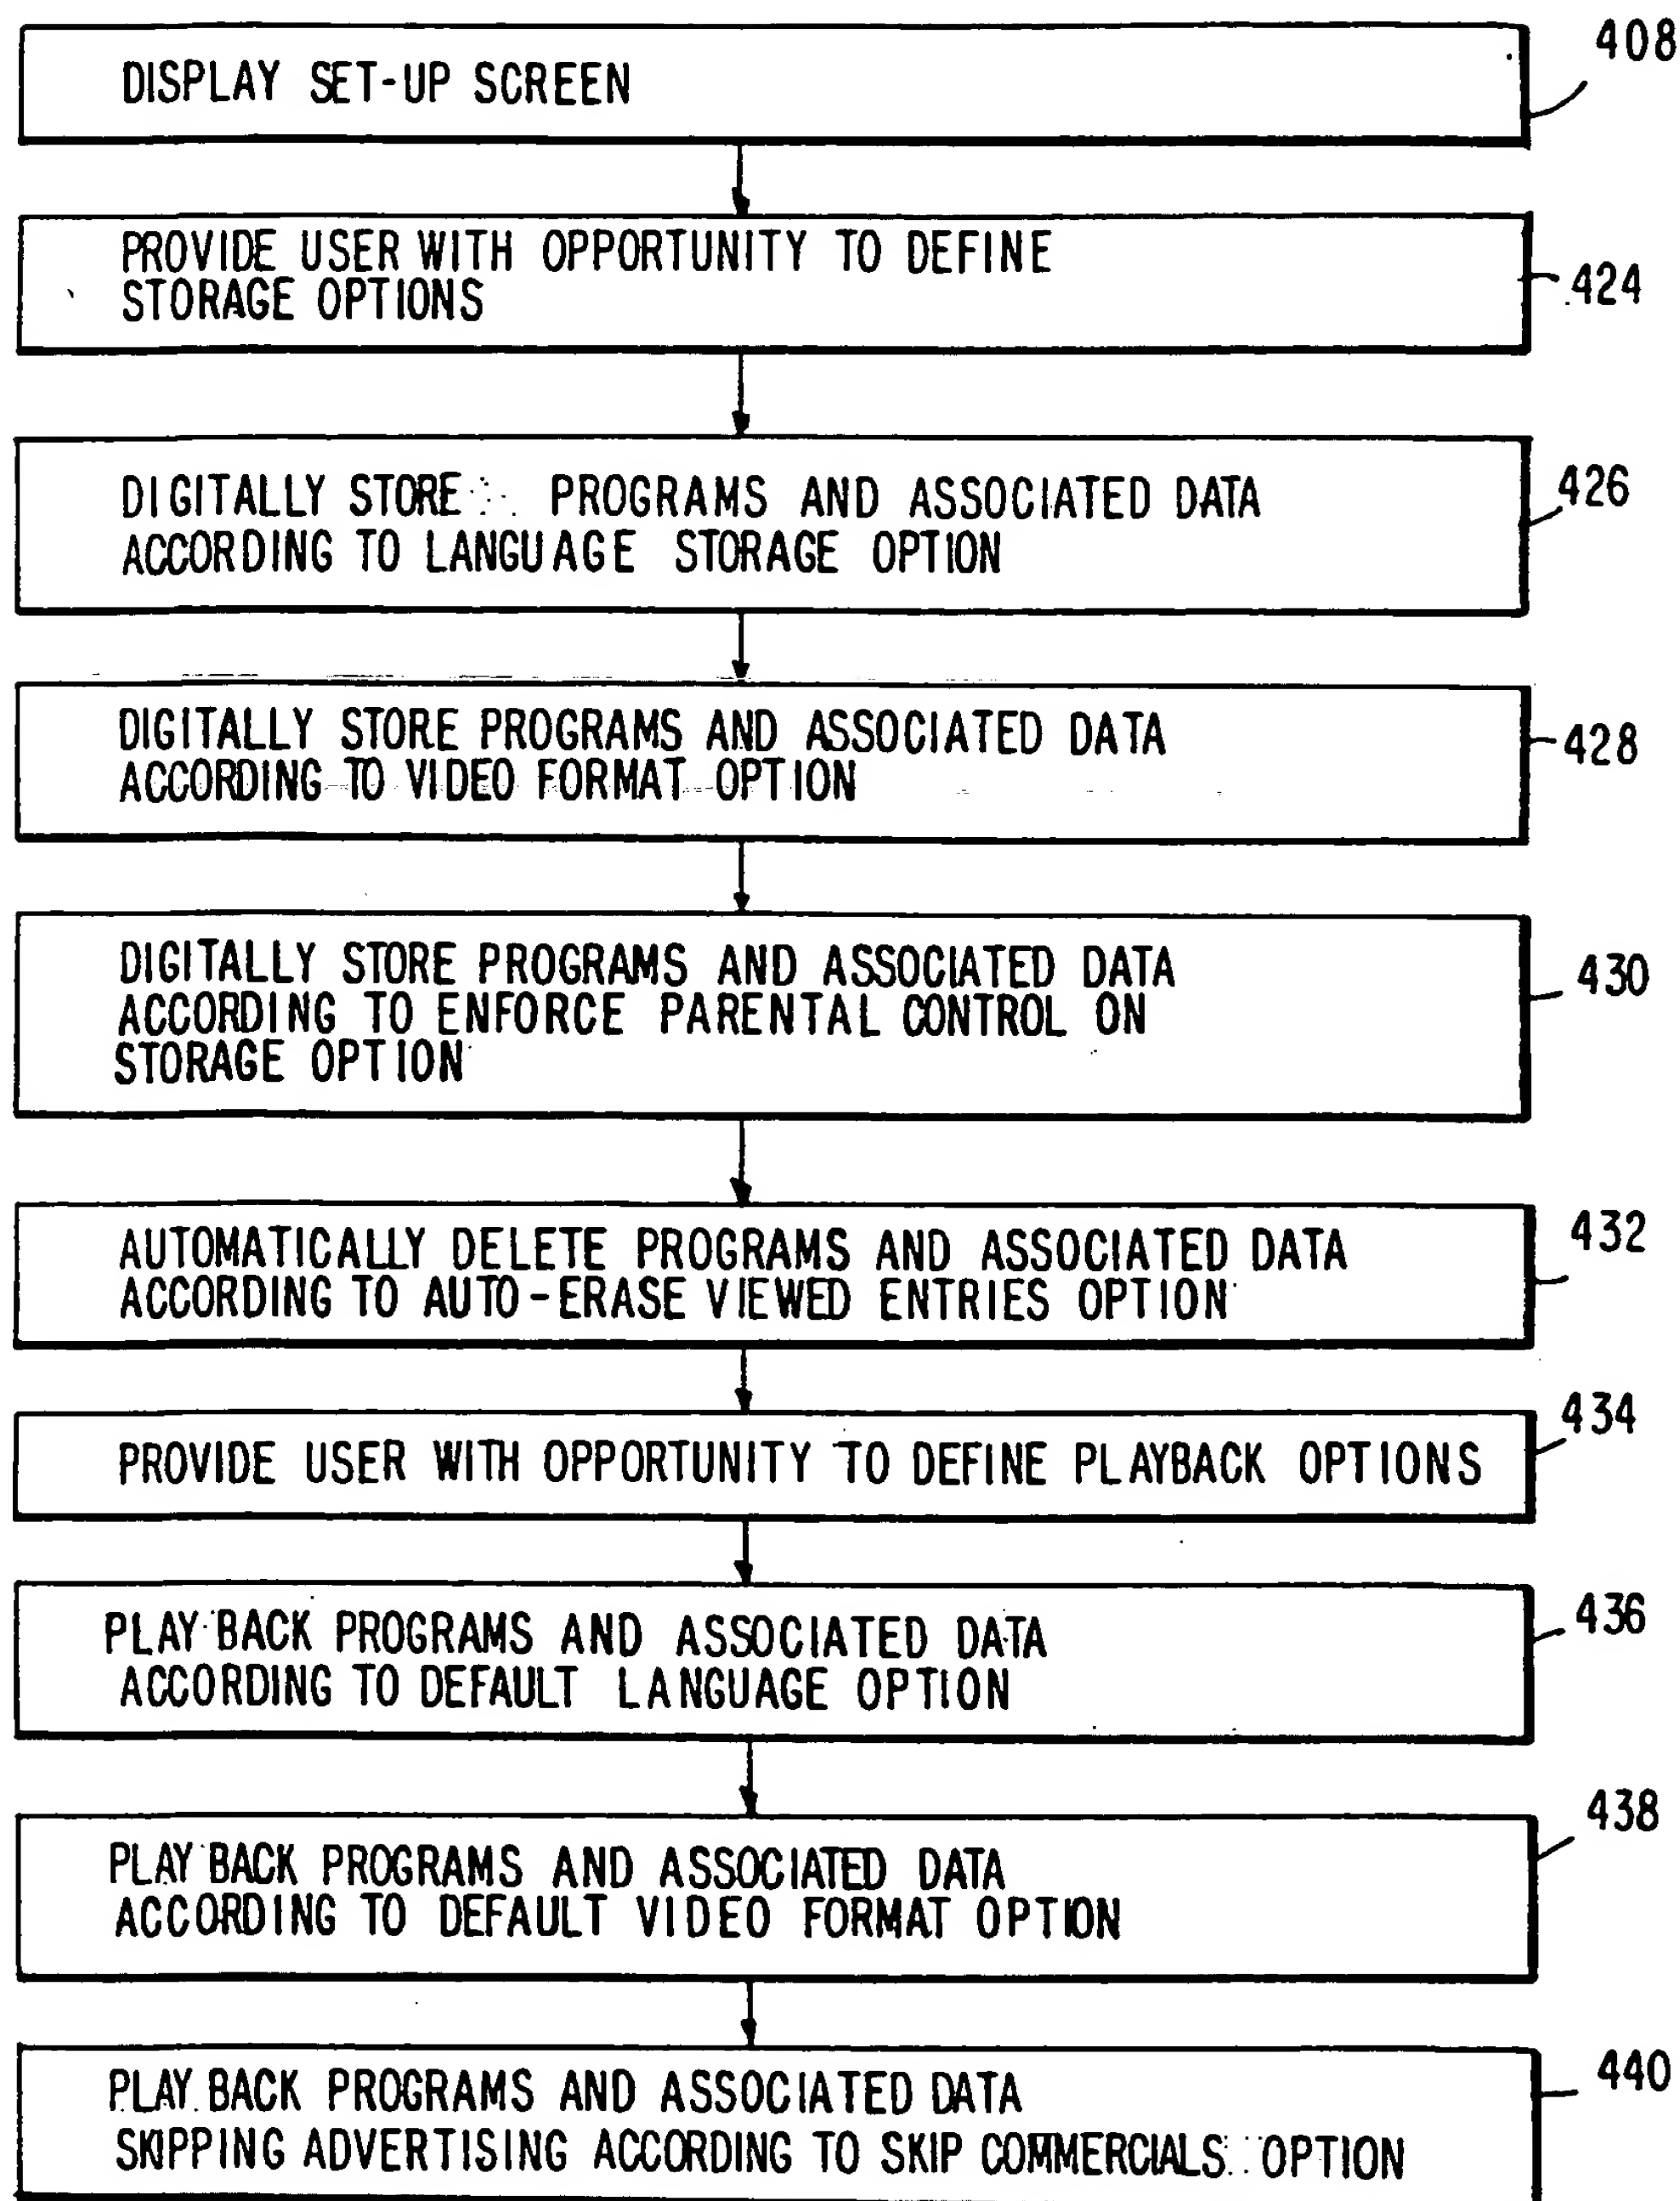 408
DISPLAY SET-UP SCREEN
PROVIDE USER WITH OPPORTUNITY TO DEFINE
STORAGE OPTIONS
424
DIGITALLY STORE PROGRAMS AND ASSOCIATED DATA
ACCORDING TO LANGUAGE STORAGE OPTION
426
DIGITALLY STORE PROGRAMS AND ASSOCIATED DATA
ACCORDING TO VIDEO FORMAT OPTION
428
DIGITALLY STORE PROGRAMS AND ASSOCIATED DATA
ACCORDING TO ENFORCE PARENTAL CONTROL ON
STORAGE OPTION
430
AUTOMATICALLY DELETE PROGRAMS AND ASSOCIATED DATA
ACCORDING TO AUTO-ERASE VIEWED ENTRIES OPTION
432
PROVIDE USER WITH OPPORTUNITY TO DEFINE PLAYBACK OPTIONS
434
PLAY BACK PROGRAMS AND ASSOCIATED DATA
ACCORDING TO DEFAULT LANGUAGE OPTION
436
PLAY BACK PROGRAMS AND ASSOCIATED DATA
ACCORDING TO DEFAULT VIDEO FORMAT OPTION
438
PLAY BACK PROGRAMS AND ASSOCIATED DATA
SKIPPING ADVERTISING ACCORDING TO SKIP COMMERCIALS OPTION
440